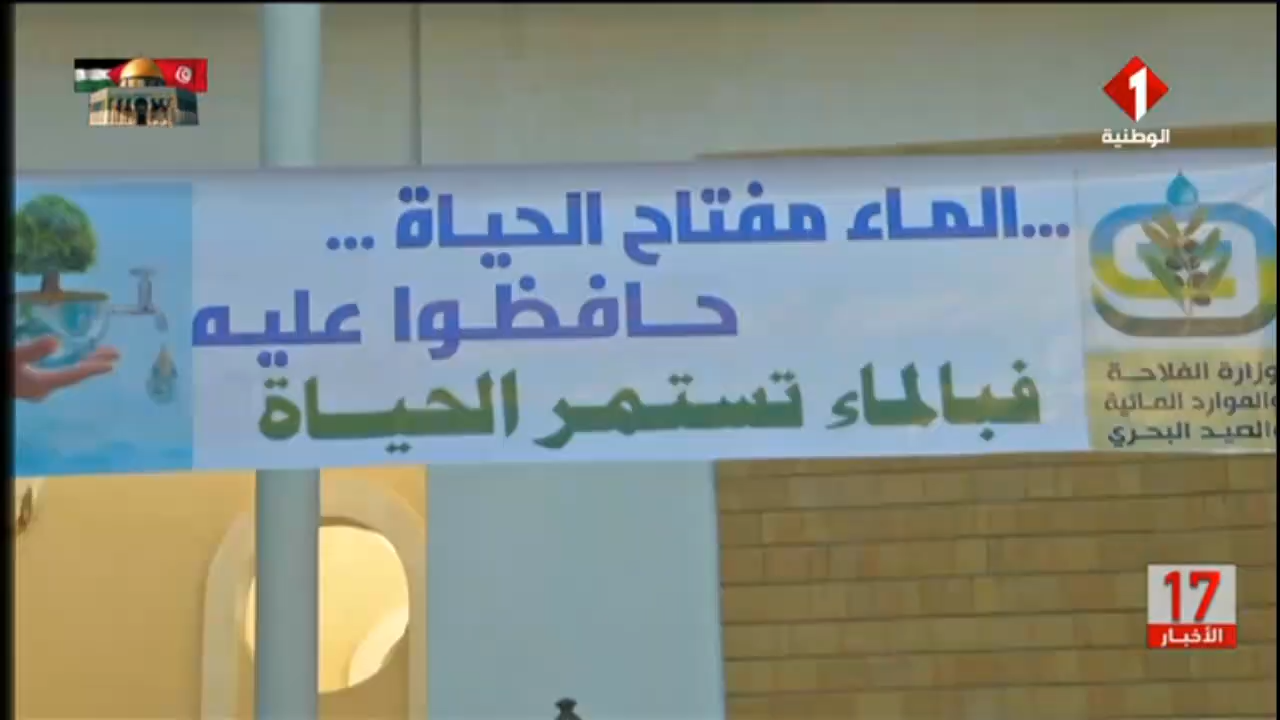 1
الوطنية
...الماء مفتاح الحياة ...
حافظوا عليه
فبالماء تستمر الحياة
وزارة الفلاحة
والموارد المائية
والصيد البحري
17
الأخبار